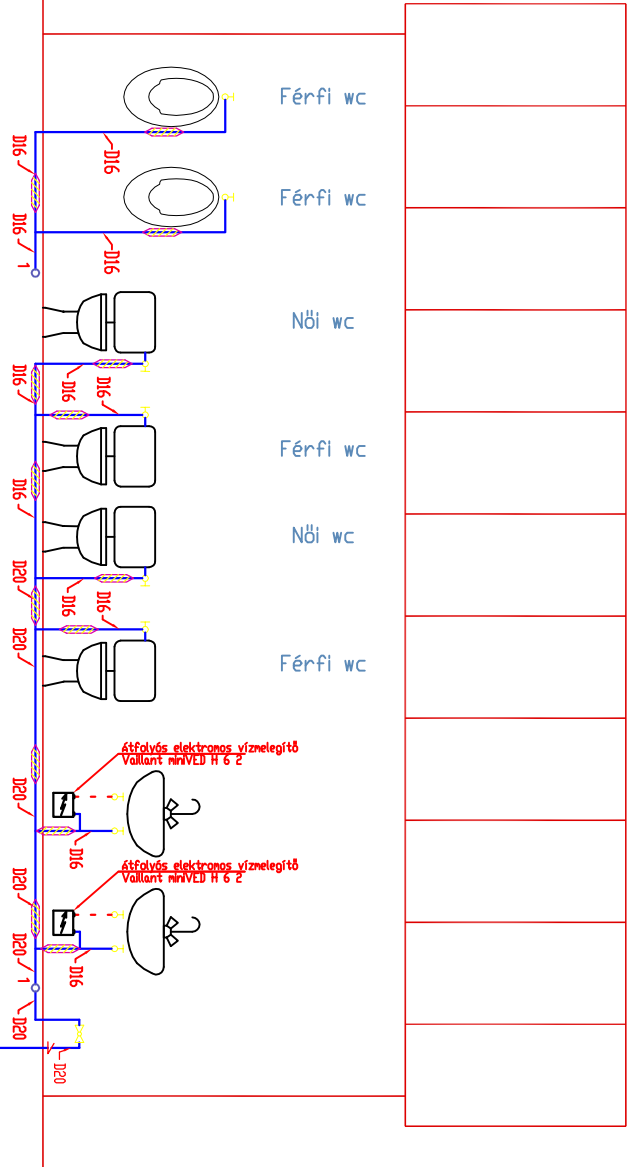 Férfi wc
D16
D16
Férfi wc
D16
D16
1
Női wc
D16
D16
D16
Férfi wc
D16
Női wc
D20
D16
D16
D20
Férfi wc
Átfolyós elektromos vízmelegítő
Vaillant miniVED H 6 2
D20
D16
Átfolyós elektromos vízmelegítő
Vaillant miniVED H 6 2
D20
D20
D16
1
D20
D20